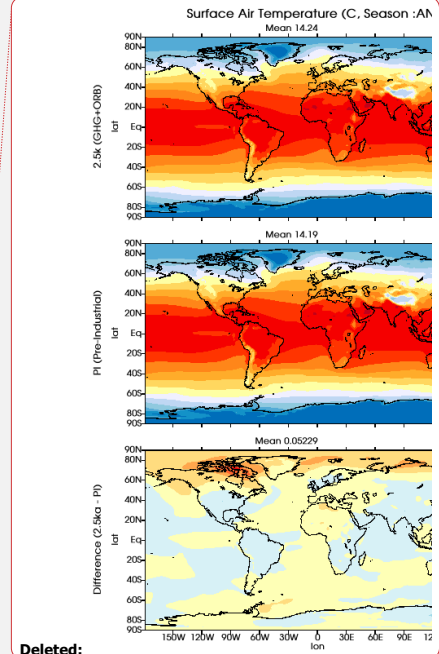 Surface Air Temperature (C, Season :AN
Mean 14.24
2.5k (GHG+ORB)
lat
90N
80N
60N
40N
20N
Eq
20S
40S
60S
80S
90S
Mean 14.19
PI (Pre-Industrial)
lat
90N
80N
60N
40N
20N
Eq
20S
40S
60S
80S
90S
Mean 0.05229
Difference (2.5ka - PI)
lat
90N
80N
60N
40N
20N
Eq
20S
40S
60S
80S
90S
150W 120W 90W 60W 30W 0 30E 60E 90E 12
lon
Deleted: